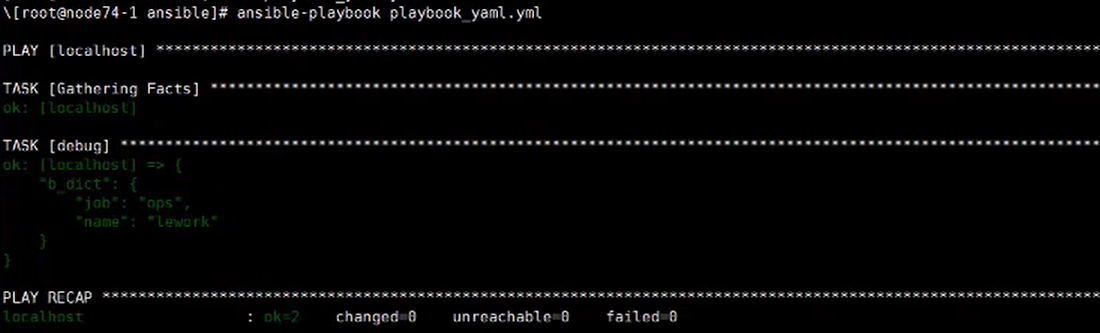 \[root@node74-1 ansible]# ansible-playbook playbook_yaml.yml
PLAY [localhost] *********************************************************************************************************
TASK [Gathering Facts] ***************************************************************************************************
ok: [localhost]
TASK [debug] *************************************************************************************************************
ok: [localhost] => {
    "b_dict": {
        "job": "ops",
        "name": "lework"
    }
}
PLAY RECAP ***************************************************************************************************************
localhost                  : ok=2    changed=0    unreachable=0    failed=0